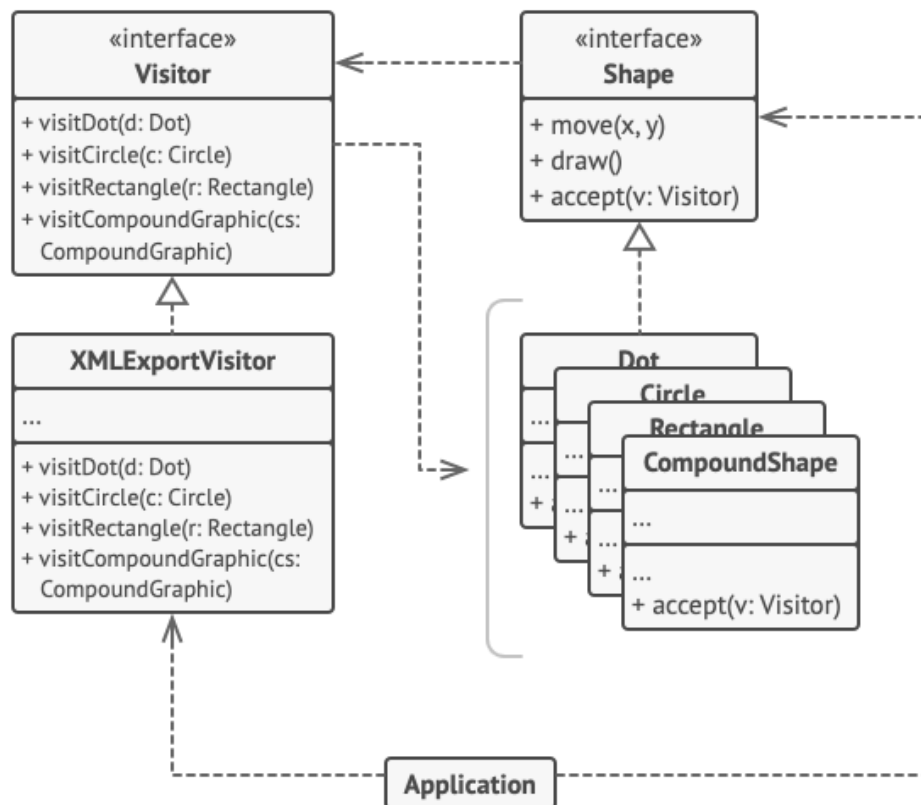 «interface»
Visitor
+ visitDot(d: Dot)
+ visitCircle(c: Circle)
+ visitRectangle(r: Rectangle)
+ visitCompoundGraphic(cs:
CompoundGraphic)
«interface»
Shape
+ move(x, y)
+ draw()
+ accept(v: Visitor)
XMLExportVisitor
...
+ visitDot(d: Dot)
+ visitCircle(c: Circle)
+ visitRectangle(r: Rectangle)
+ visitCompoundGraphic(cs:
CompoundGraphic)
Dot
...
...
+
Circle
...
...
+
Rectangle
...
...
+
CompoundShape
...
...
+ accept(v: Visitor)
Application